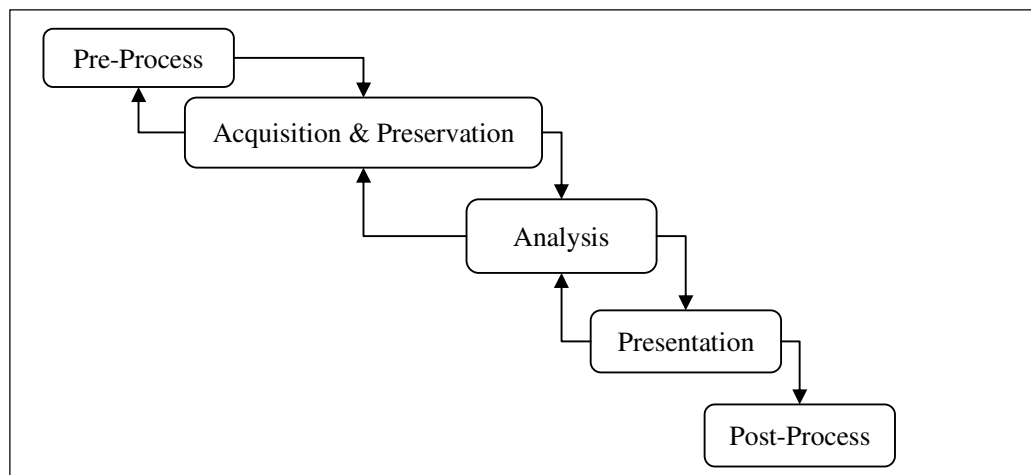 Pre-Process
Acquisition & Preservation
Analysis
Presentation
Post-Process